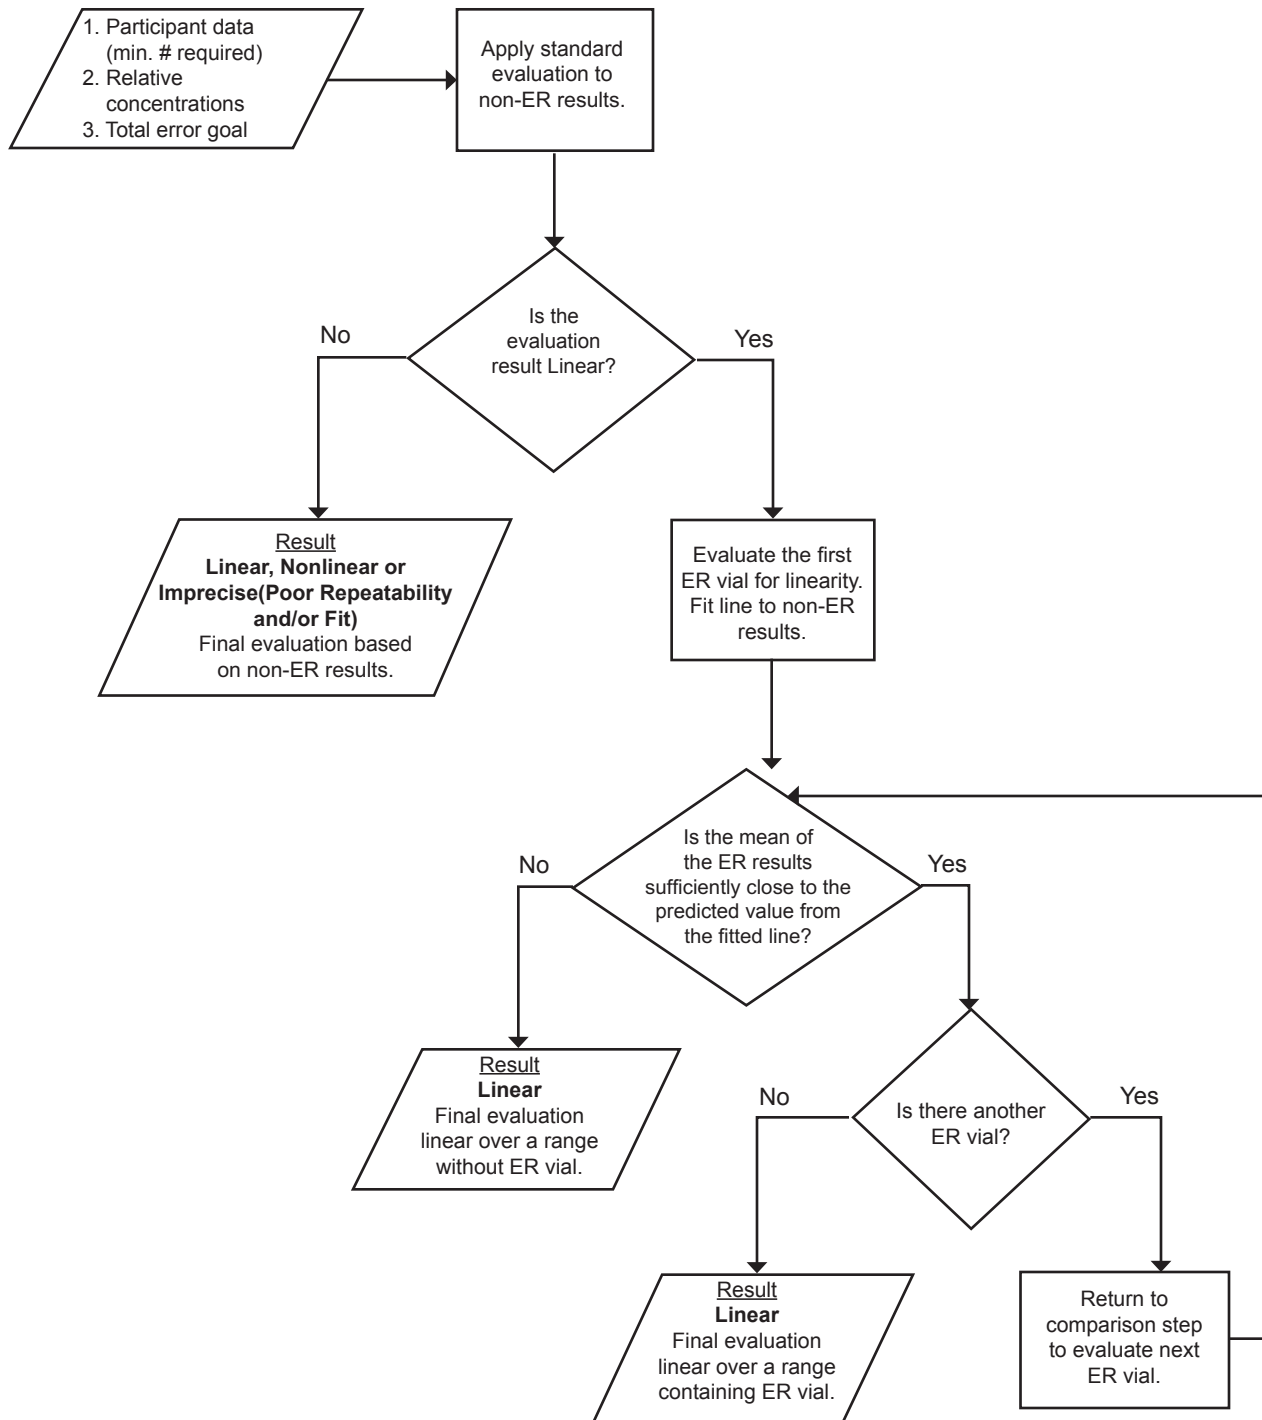 1. Participant data
(min. # required)
2. Relative
concentrations
3. Total error goal
Apply standard
evaluation to
non-ER results.
Is the
evaluation
result Linear?
No
Yes
Result
Linear, Nonlinear or
Imprecise(Poor Repeatability
and/or Fit)
Final evaluation based
on non-ER results.
Evaluate the first
ER vial for linearity.
Fit line to non-ER
results.
Is the mean of
the ER results
sufficiently close to the
predicted value from
the fitted line?
No
Yes
Result
Linear
Final evaluation
linear over a range
without ER vial.
Is there another
ER vial?
No
Yes
Result
Linear
Final evaluation
linear over a range
containing ER vial.
Return to
comparison step
to evaluate next
ER vial.